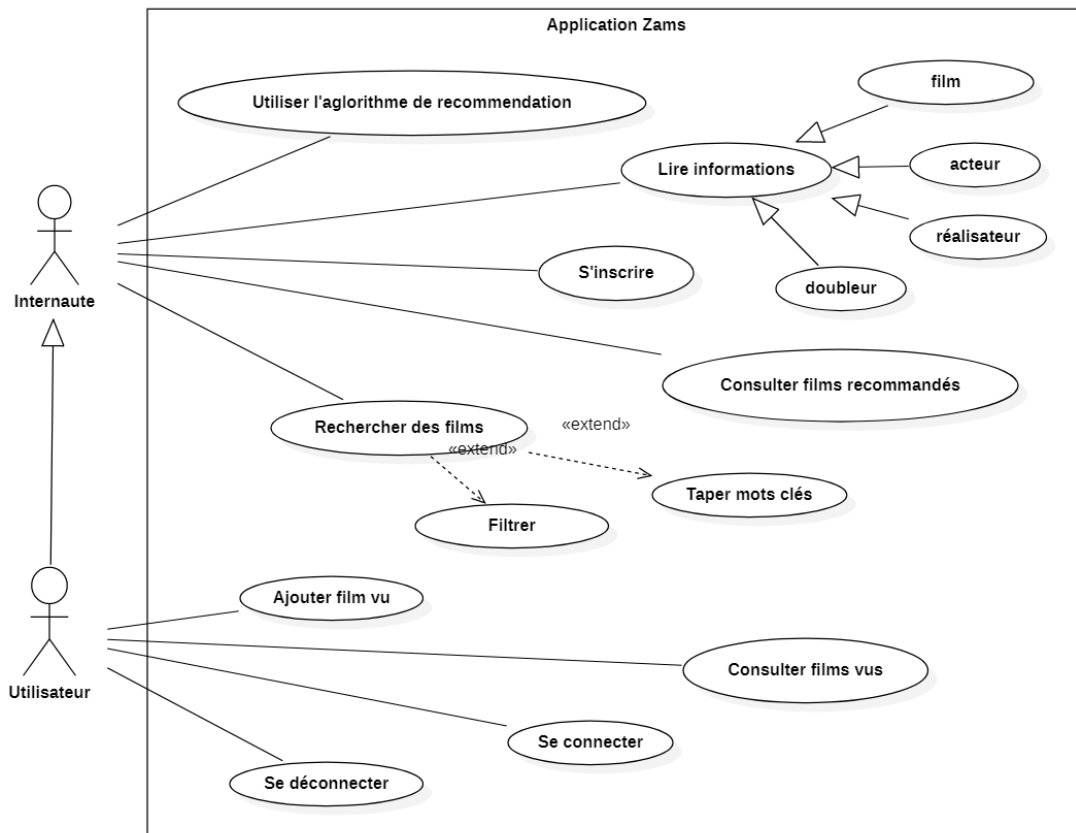 Application Zams
Utiliser l'aglorithme de recommendation
film
Lire informations
acteur
réalisateur
S'inscrire
doubleur
Internaute
Consulter films recommandés
Rechercher des films
«extend»
«extend»
Taper mots clés
Filtrer
Ajouter film vu
Consulter films vus
Utilisateur
Se connecter
Se déconnecter